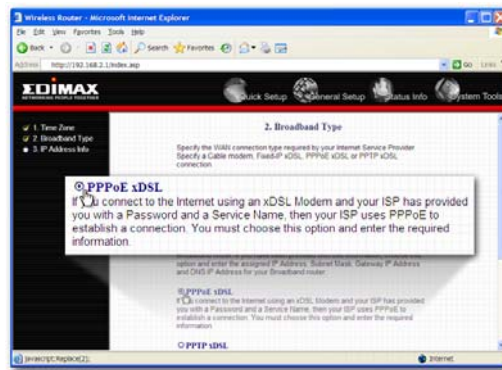 Wireless Router - Microsoft Internet Explorer
File Edit View Favorites Tools Help
Back Search Favorites
Address http://192.168.2.1/index.asp Go Links
EDIMAX
NETWORKING PEOPLE TOGETHER
Quick Setup General Setup Status Info System Tools
1. Time Zone
2. Broadband Type
3. IP Address Info
2. Broadband Type
Specify the WAN connection type required by your Internet Service Provider
Specify a Cable modem, Fixed-IP xDSL, PPPoE xDSL or PPTP xDSL
connection
PPPoE xDSL
If you connect to the Internet using an xDSL Modem and your ISP has provided
you with a Password and a Service Name, then your ISP uses PPPoE to
establish a connection. You must choose this option and enter the required
information.
option and enter the assigned IP Address, Subnet Mask, Gateway IP Address
and DNS IP Address for your Broadband router.
PPPoE xDSL
If you connect to the Internet using an xDSL Modem and your ISP has provided
you with a Password and a Service Name, then your ISP uses PPPoE to
establish a connection. You must choose this option and enter the required
information
PPTP xDSL
javascript:Replace(2);
Internet